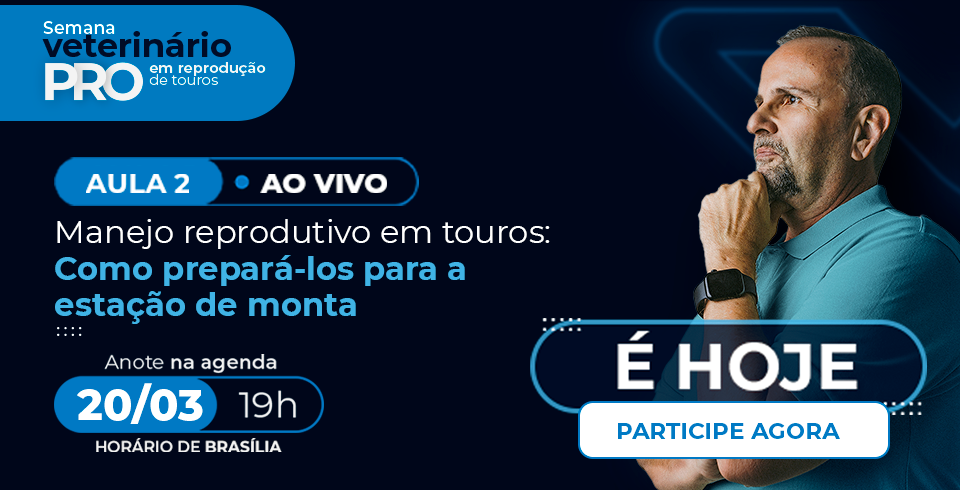 Semana
veterinário
PRO em reprodução
de touros
AULA 2 AO VIVO
Manejo reprodutivo em touros:
Como prepará-los para a
estação de monta
Anote na agenda
20/03 19h
HORÁRIO DE BRASÍLIA
É HOJE
PARTICIPE AGORA